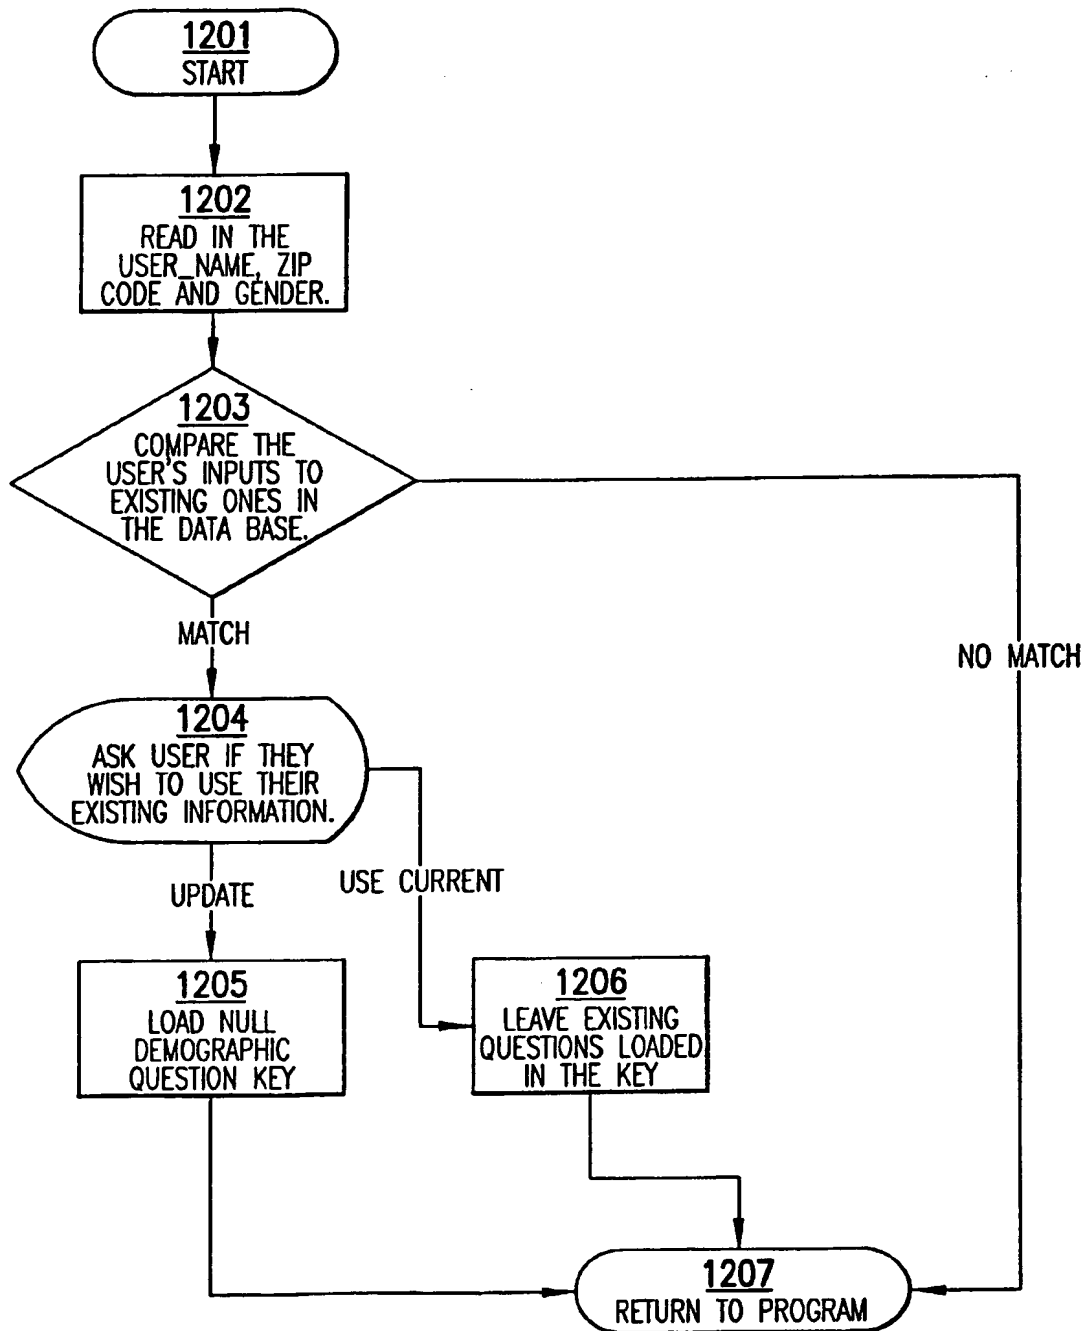 1201
START
1202
READ IN THE
USER_NAME, ZIP
CODE AND GENDER.
1203
COMPARE THE
USER'S INPUTS TO
EXISTING ONES IN
THE DATA BASE.
MATCH
NO MATCH
1204
ASK USER IF THEY
WISH TO USE THEIR
EXISTING INFORMATION.
UPDATE
USE CURRENT
1205
LOAD NULL
DEMOGRAPHIC
QUESTION KEY
1206
LEAVE EXISTING
QUESTIONS LOADED
IN THE KEY
1207
RETURN TO PROGRAM